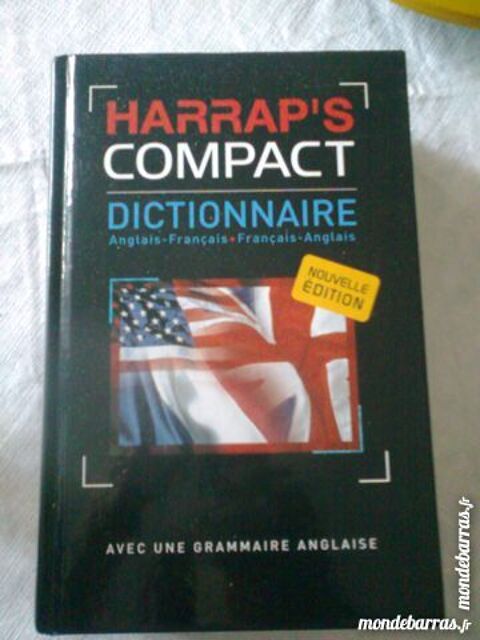 HARRAP'S
COMPACT
DICTIONNAIRE
Anglais-Français • Français-Anglais
NOUVELLE
ÉDITION
AVEC UNE GRAMMAIRE ANGLAISE
mondebarras.fr
mondebarras.fr